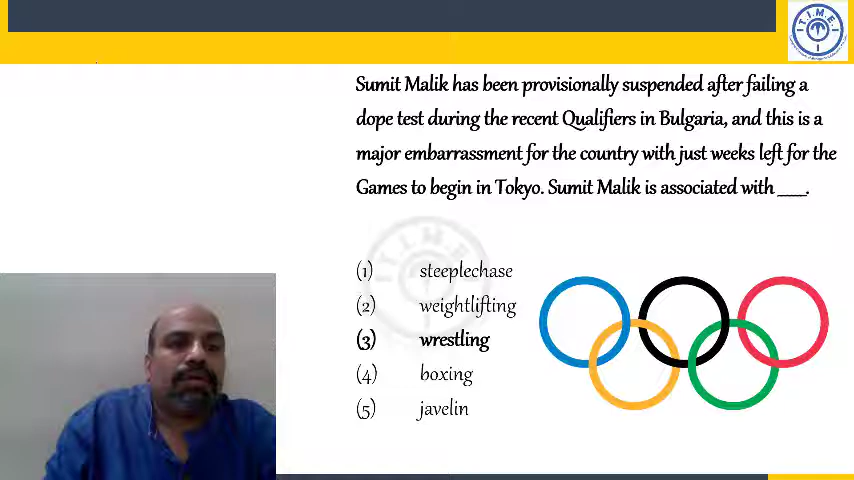 I T.I.M.E. I
Sumit Malik has been provisionally suspended after failing a
dope test during the recent Qualifiers in Bulgaria, and this is a
major embarrassment for the country with just weeks left for the
Games to begin in Tokyo. Sumit Malik is associated with ____.
(1) steeplechase
(2) weightlifting
(3) wrestling
(4) boxing
(5) javelin